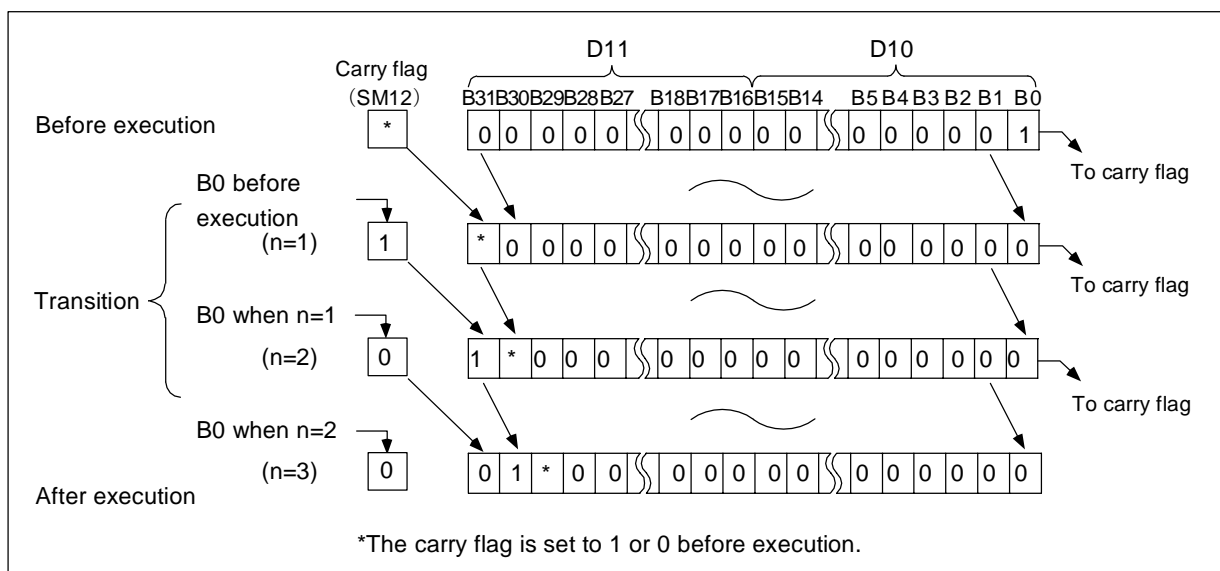 D11 D10
Carry flag
(SM12)
B31B30B29B28B27 B18B17B16B15B14 B5 B4 B3 B2 B1 B0
Before execution * 0 0 0 0 0 0 0 0 0 0 0 0 0 0 0 1
To carry flag
B0 before
execution
(n=1) 1 * 0 0 0 0 0 0 0 0 0 0 0 0 0 0 0
To carry flag
Transition
B0 when n=1
(n=2) 0 1 * 0 0 0 0 0 0 0 0 0 0 0 0 0 0
To carry flag
B0 when n=2
(n=3) 0 0 1 * 0 0 0 0 0 0 0 0 0 0 0 0 0
After execution
*The carry flag is set to 1 or 0 before execution.